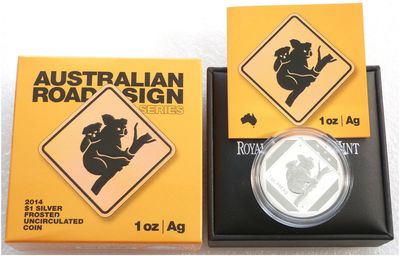 AUSTRALIAN
ROAD SIGN
SERIES
2014
$1 SILVER
FROSTED
UNCIRCULATED
COIN
1 oz | Ag
1 oz | Ag
ROYAL
MINT